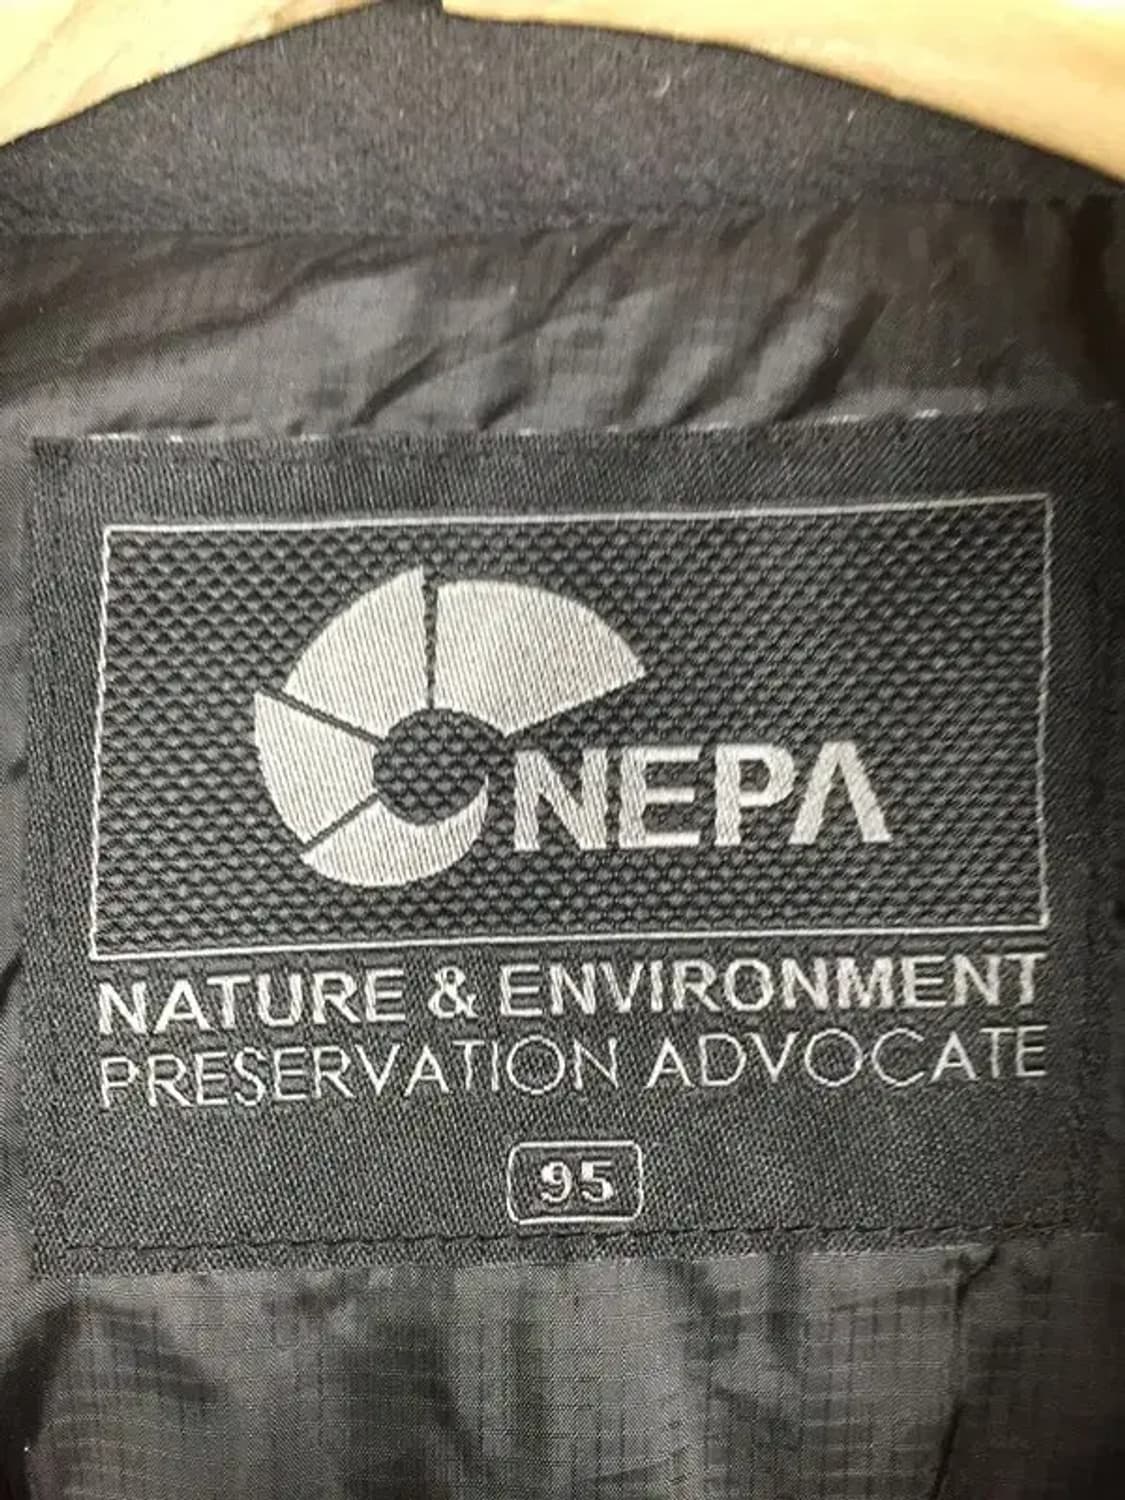 NEPA
NATURE & ENVIRONMENT
PRESERVATION ADVOCATE
95